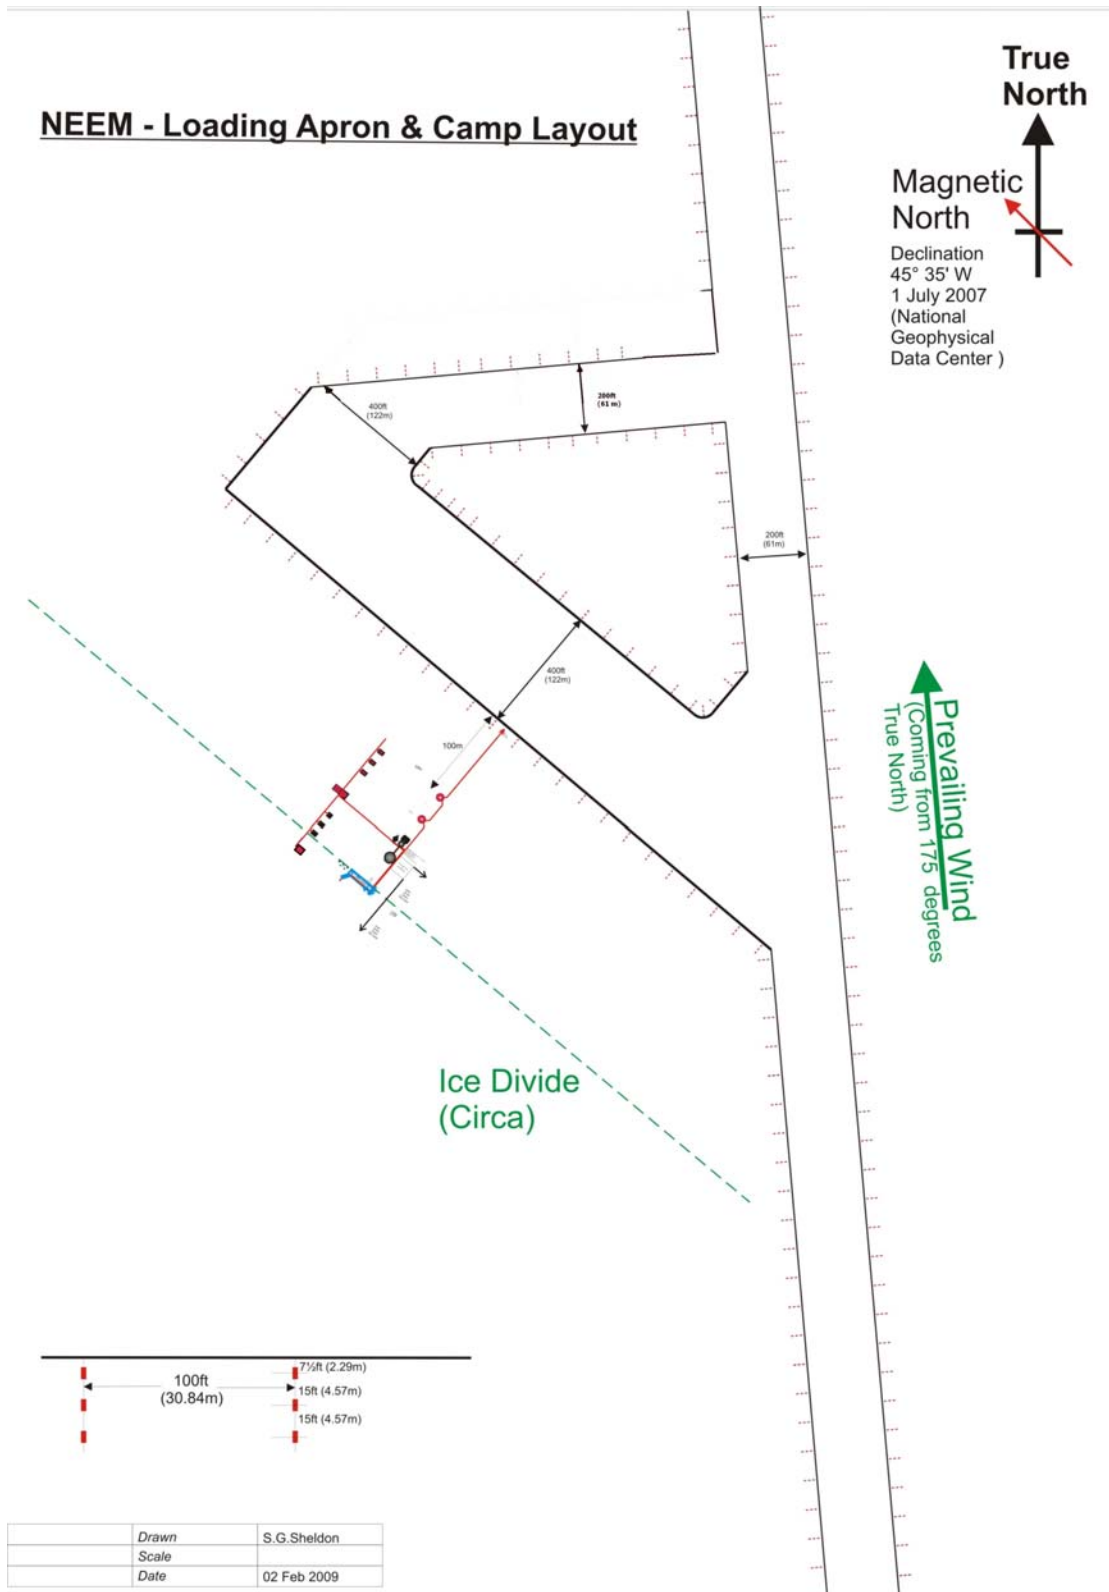 True
North
NEEM - Loading Apron & Camp Layout
Magnetic
North
Declination
45° 35' W
1 July 2007
(National
Geophysical
Data Center )
400ft
(122m)
200ft
(61 m)
200ft
(61m)
400ft
(122m)
100m
Prevailing Wind
(Coming from 175 degrees
True North)
Ice Divide
(Circa)
100ft
(30.84m)
7½ft (2.29m)
15ft (4.57m)
15ft (4.57m)
Drawn S.G.Sheldon
Scale
Date 02 Feb 2009